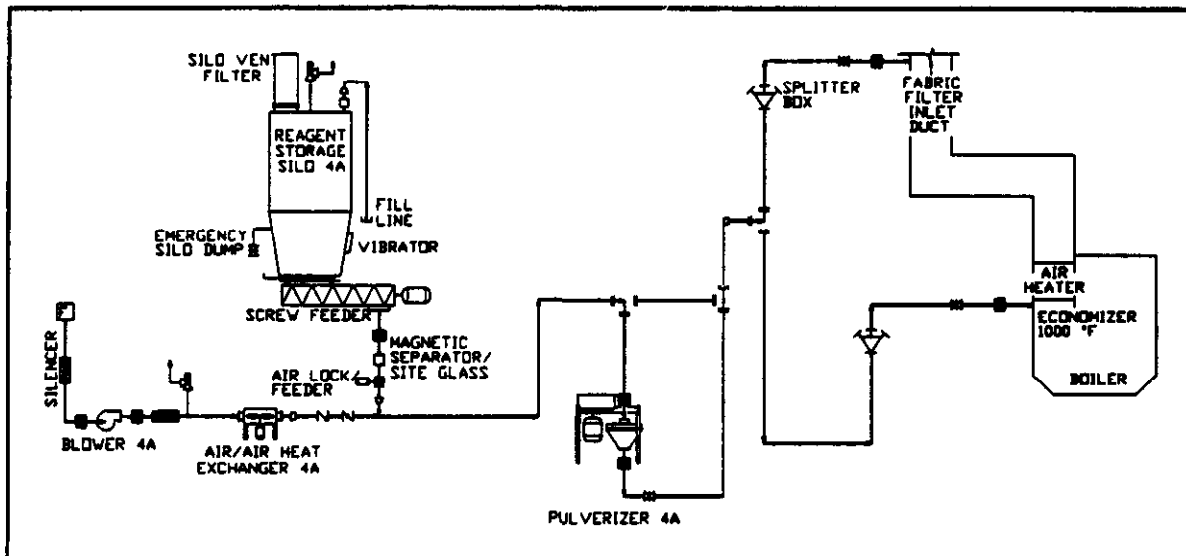 SILO VEN
FILTER
REAGENT
STORAGE
SILO 4A
FILL
LINE
EMERGENCY
SILO DUMP
VIBRATOR
SCREW FEEDER
MAGNETIC
SEPARATOR/
SITE GLASS
AIR LOCK/
FEEDER
SILENCER
BLOWER 4A
AIR/AIR HEAT
EXCHANGER 4A
PULVERIZER 4A
SPLITTER
BOX
FABRIC
FILTER
INLET
DUCT
AIR
HEATER
ECONOMIZER
1000 °F
BOILER